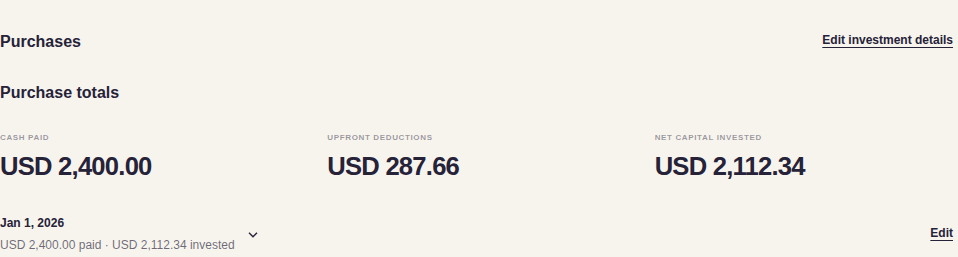 Purchases
Edit investment details
Purchase totals
CASH PAID
UPFRONT DEDUCTIONS
NET CAPITAL INVESTED
USD 2,400.00
USD 287.66
USD 2,112.34
Jan 1, 2026
USD 2,400.00 paid · USD 2,112.34 invested
Edit